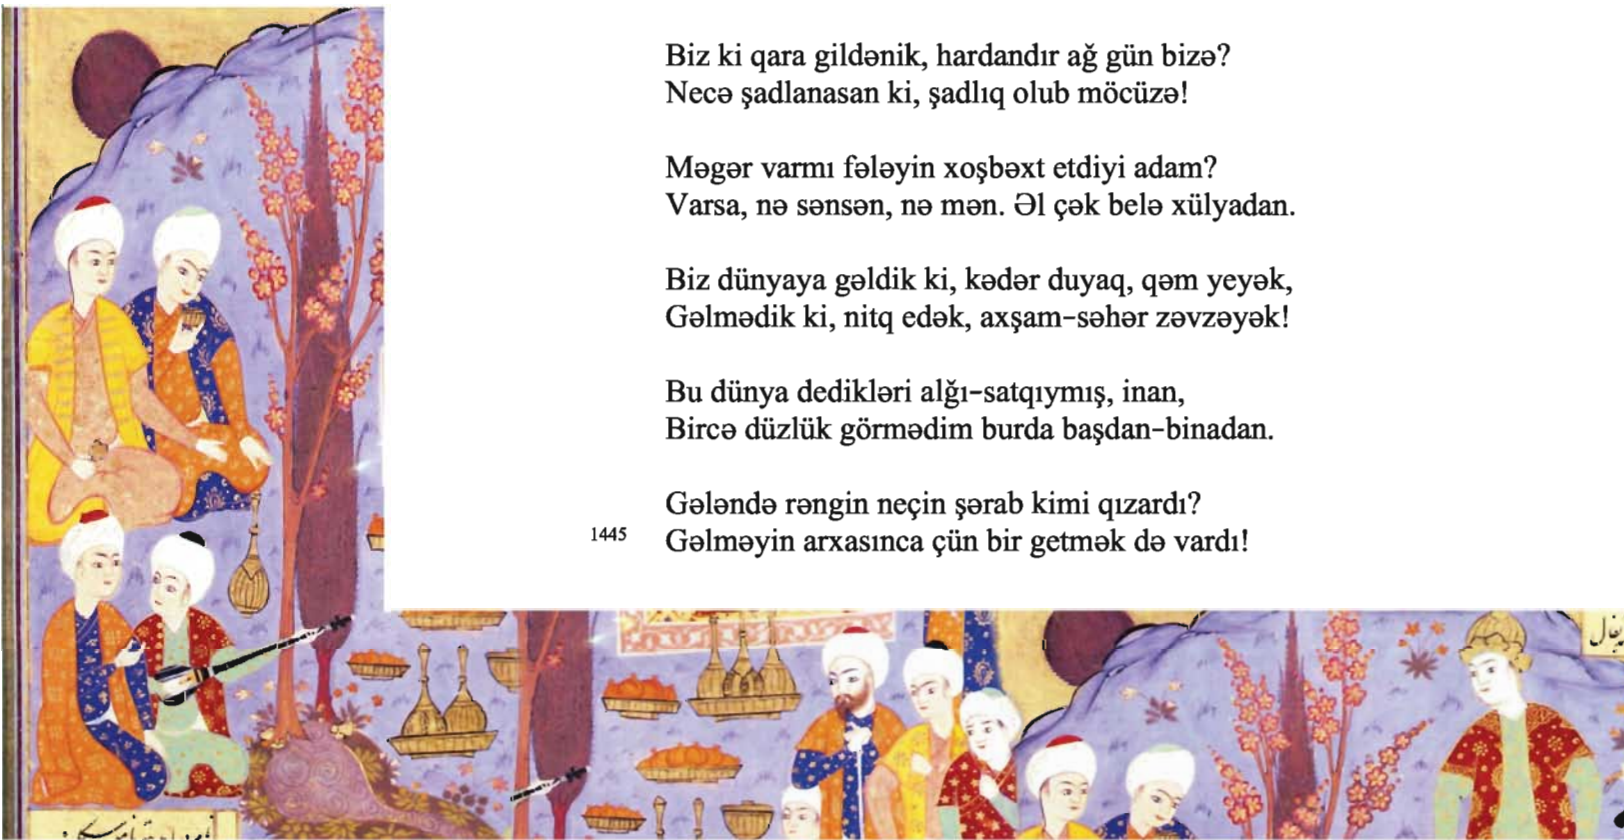 Biz ki qara gildənik, hardandır ağ gün bizə?
Necə şadlanasan ki, şadlıq olub möcüzə!
Məgər varmı fələyin xoşbəxt etdiyi adam?
Varsa, nə sənsən, nə mən. Əl çək belə xülyadan.
Biz dünyaya gəldik ki, kədər duyaq, qəm yeyək,
Gəlmədik ki, nitq edək, axşam-səhər zəvzəyək!
Bu dünya dedikləri alğı-satqıymış, inan,
Bircə düzlük görmədim burda başdan-binadan.
Gələndə rəngin neçin şərab kimi qızardı?
1445 Gəlməyin arxasınca çün bir getmək də vardı!